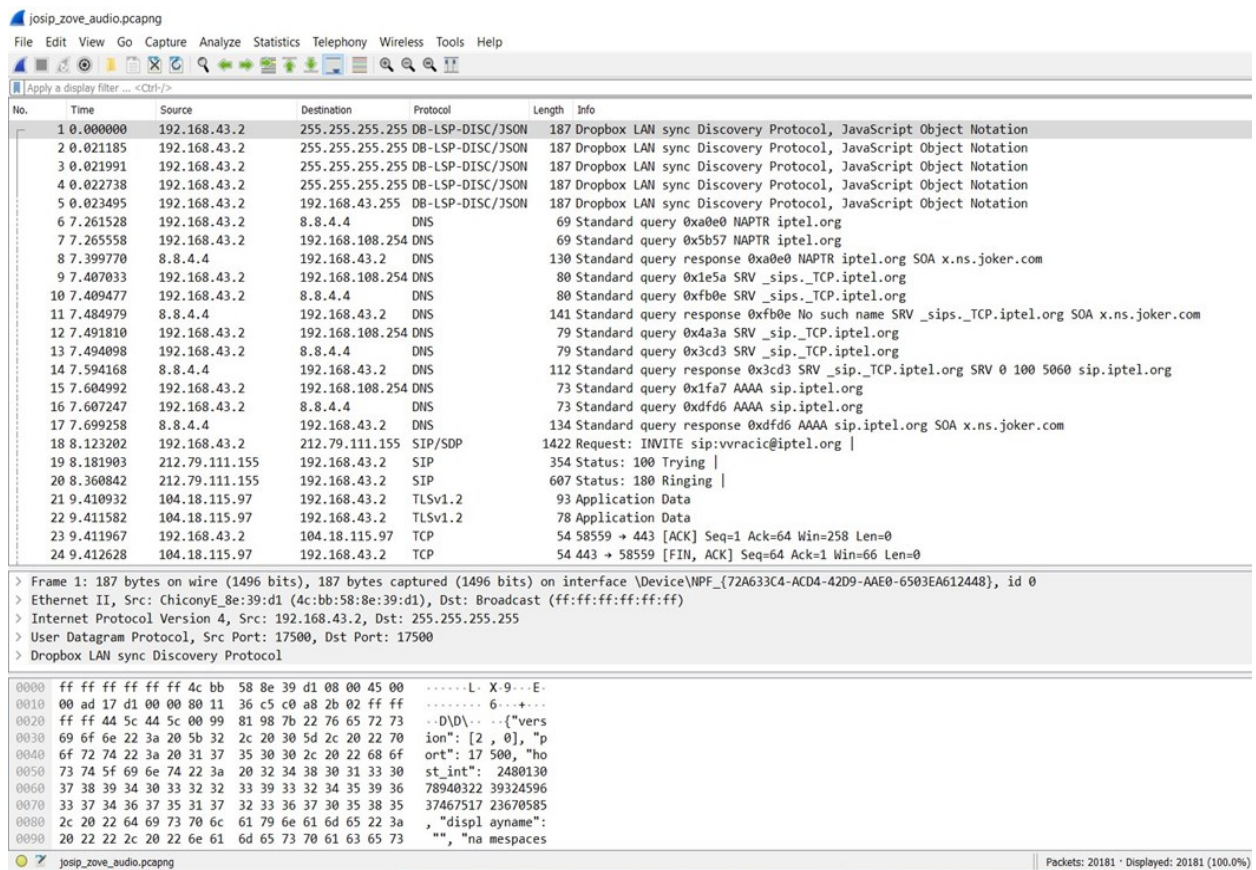 josip_zove_audio.pcapng
File Edit View Go Capture Analyze Statistics Telephony Wireless Tools Help
Apply a display filter ... <Ctrl-/>
No. Time Source Destination Protocol Length Info
1 0.000000 192.168.43.2 255.255.255.255 DB-LSP-DISC/JSON 187 Dropbox LAN sync Discovery Protocol, JavaScript Object Notation
2 0.021185 192.168.43.2 255.255.255.255 DB-LSP-DISC/JSON 187 Dropbox LAN sync Discovery Protocol, JavaScript Object Notation
3 0.021991 192.168.43.2 255.255.255.255 DB-LSP-DISC/JSON 187 Dropbox LAN sync Discovery Protocol, JavaScript Object Notation
4 0.022738 192.168.43.2 255.255.255.255 DB-LSP-DISC/JSON 187 Dropbox LAN sync Discovery Protocol, JavaScript Object Notation
5 0.023495 192.168.43.2 192.168.43.255 DB-LSP-DISC/JSON 187 Dropbox LAN sync Discovery Protocol, JavaScript Object Notation
6 7.261528 192.168.43.2 8.8.4.4 DNS 69 Standard query 0xa0e0 NAPTR iptel.org
7 7.265558 192.168.43.2 192.168.108.254 DNS 69 Standard query 0x5b57 NAPTR iptel.org
8 7.399770 8.8.4.4 192.168.43.2 DNS 130 Standard query response 0xa0e0 NAPTR iptel.org SOA x.ns.joker.com
9 7.407033 192.168.43.2 192.168.108.254 DNS 80 Standard query 0x1e5a SRV _sips._TCP.iptel.org
10 7.409477 192.168.43.2 8.8.4.4 DNS 80 Standard query 0xfb0e SRV _sips._TCP.iptel.org
11 7.484979 8.8.4.4 192.168.43.2 DNS 141 Standard query response 0xfb0e No such name SRV _sips._TCP.iptel.org SOA x.ns.joker.com
12 7.491810 192.168.43.2 192.168.108.254 DNS 79 Standard query 0x4a3a SRV _sip._TCP.iptel.org
13 7.494098 192.168.43.2 8.8.4.4 DNS 79 Standard query 0x3cd3 SRV _sip._TCP.iptel.org
14 7.594168 8.8.4.4 192.168.43.2 DNS 112 Standard query response 0x3cd3 SRV _sip._TCP.iptel.org SRV 0 100 5060 sip.iptel.org
15 7.604992 192.168.43.2 192.168.108.254 DNS 73 Standard query 0x1fa7 AAAA sip.iptel.org
16 7.607247 192.168.43.2 8.8.4.4 DNS 73 Standard query 0xdfd6 AAAA sip.iptel.org
17 7.699258 8.8.4.4 192.168.43.2 DNS 134 Standard query response 0xdfd6 AAAA sip.iptel.org SOA x.ns.joker.com
18 8.123202 192.168.43.2 212.79.111.155 SIP/SDP 1422 Request: INVITE sip:vvracic@iptel.org |
19 8.181903 212.79.111.155 192.168.43.2 SIP 354 Status: 100 Trying |
20 8.360842 212.79.111.155 192.168.43.2 SIP 607 Status: 180 Ringing |
21 9.410932 104.18.115.97 192.168.43.2 TLSv1.2 93 Application Data
22 9.411582 104.18.115.97 192.168.43.2 TLSv1.2 78 Application Data
23 9.411967 192.168.43.2 104.18.115.97 TCP 54 58559 → 443 [ACK] Seq=1 Ack=64 Win=258 Len=0
24 9.412628 104.18.115.97 192.168.43.2 TCP 54 443 → 58559 [FIN, ACK] Seq=64 Ack=1 Win=66 Len=0
> Frame 1: 187 bytes on wire (1496 bits), 187 bytes captured (1496 bits) on interface \Device\NPF_{72A633C4-ACD4-42D9-AAE0-6503EA612448}, id 0
> Ethernet II, Src: ChiconyE_8e:39:d1 (4c:bb:58:8e:39:d1), Dst: Broadcast (ff:ff:ff:ff:ff:ff)
> Internet Protocol Version 4, Src: 192.168.43.2, Dst: 255.255.255.255
> User Datagram Protocol, Src Port: 17500, Dst Port: 17500
> Dropbox LAN sync Discovery Protocol
0000 ff ff ff ff ff ff 4c bb 58 8e 39 d1 08 00 45 00 ······L· X·9···E·
0010 00 ad 17 d1 00 00 80 11 36 c5 c0 a8 2b 02 ff ff ········ 6···+···
0020 ff ff 44 5c 44 5c 00 99 81 98 7b 22 76 65 72 73 ··D\D\·· ··{"vers
0030 69 6f 6e 22 3a 20 5b 32 2c 20 30 5d 2c 20 22 70 ion": [2 , 0], "p
0040 6f 72 74 22 3a 20 31 37 35 30 30 2c 20 22 68 6f ort": 17 500, "ho
0050 73 74 5f 69 6e 74 22 3a 20 32 34 38 30 31 33 30 st_int": 2480130
0060 37 38 39 34 30 33 32 32 39 33 32 34 35 39 36 78940322 39324596
0070 33 37 34 36 37 35 31 37 32 33 36 37 30 35 38 35 37467517 23670585
0080 2c 20 22 64 69 73 70 6c 61 79 6e 61 6d 65 22 3a , "displ ayname":
0090 20 22 22 2c 20 22 6e 61 6d 65 73 70 61 63 65 73 "", "na mespaces
josip_zove_audio.pcapng Packets: 20181 · Displayed: 20181 (100.0%)